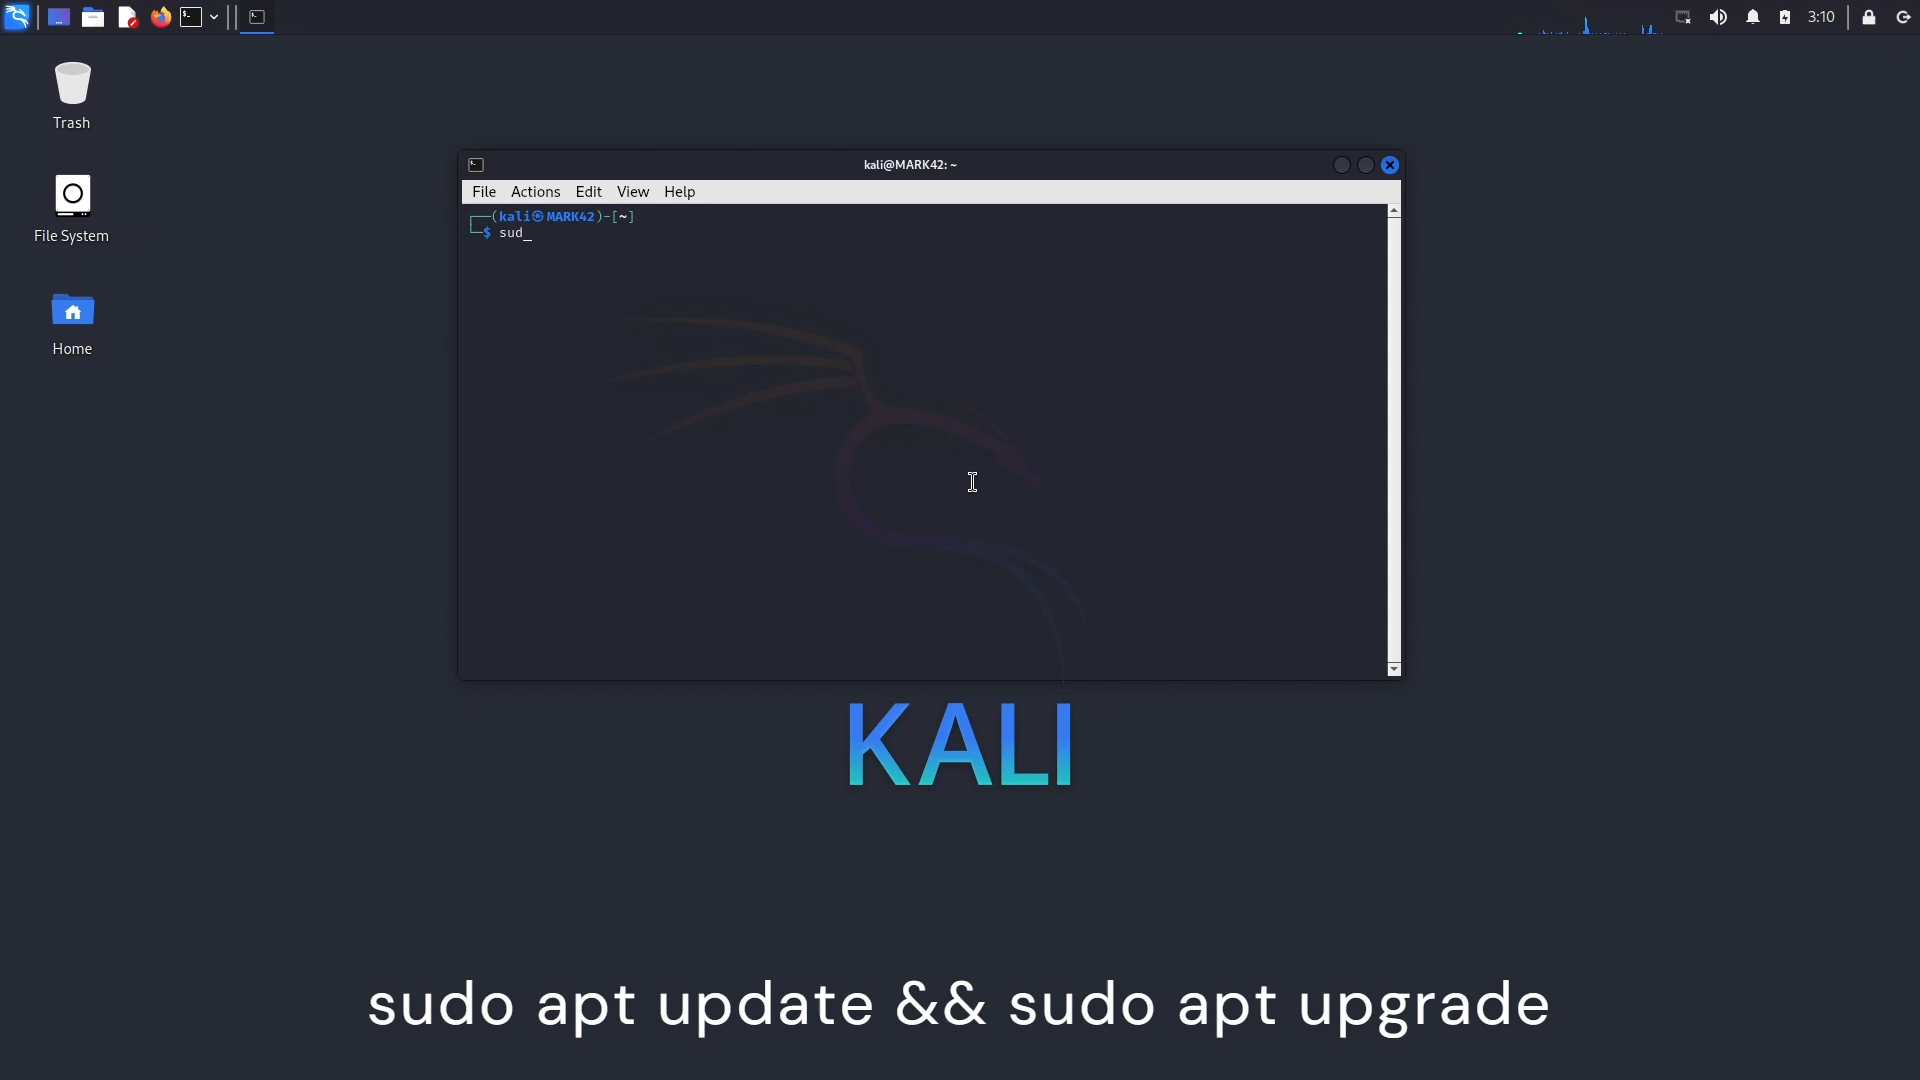 3:10
Trash
File System
Home
kali@MARK42: ~
File Actions Edit View Help
┌──(kali㉿MARK42)-[~]
└─$ sud_
KALI
sudo apt update && sudo apt upgrade